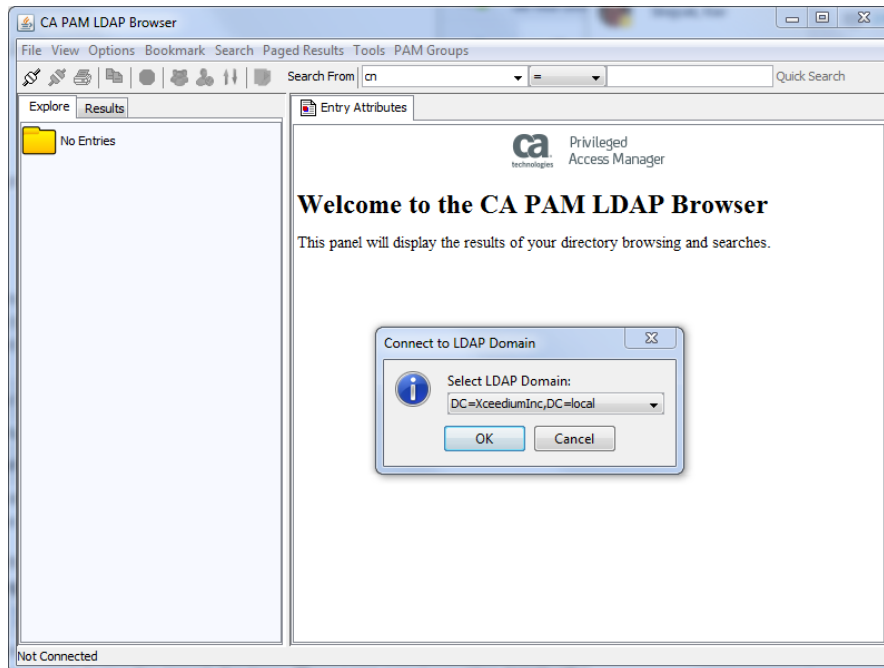 CA PAM LDAP Browser
File View Options Bookmark Search Paged Results Tools PAM Groups
Search From cn = Quick Search
Explore Results
Entry Attributes
No Entries
ca technologies
Privileged
Access Manager
Welcome to the CA PAM LDAP Browser
This panel will display the results of your directory browsing and searches.
Connect to LDAP Domain
Select LDAP Domain:
DC=XceediumInc,DC=local
OK Cancel
Not Connected